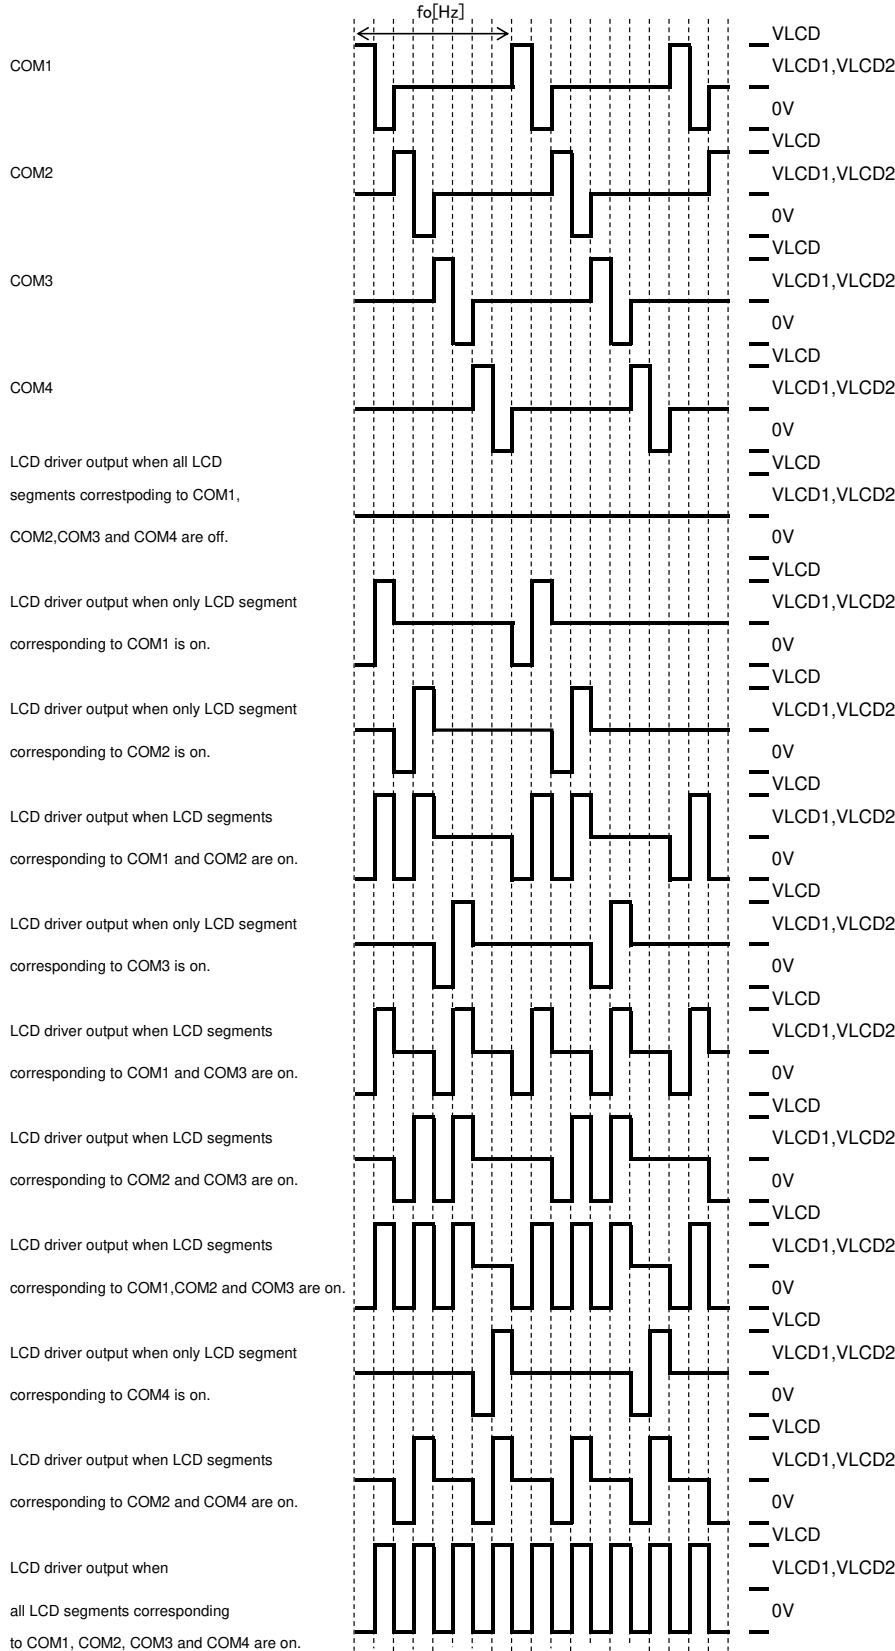 fo[Hz]
VLCD
COM1
VLCD1,VLCD2
0V
VLCD
COM2
VLCD1,VLCD2
0V
VLCD
COM3
VLCD1,VLCD2
0V
VLCD
COM4
VLCD1,VLCD2
0V
LCD driver output when all LCD
VLCD
segments correstpoding to COM1,
VLCD1,VLCD2
COM2,COM3 and COM4 are off.
0V
VLCD
LCD driver output when only LCD segment
VLCD1,VLCD2
corresponding to COM1 is on.
0V
VLCD
LCD driver output when only LCD segment
VLCD1,VLCD2
corresponding to COM2 is on.
0V
VLCD
LCD driver output when LCD segments
VLCD1,VLCD2
corresponding to COM1 and COM2 are on.
0V
VLCD
LCD driver output when only LCD segment
VLCD1,VLCD2
corresponding to COM3 is on.
0V
VLCD
LCD driver output when LCD segments
VLCD1,VLCD2
corresponding to COM1 and COM3 are on.
0V
VLCD
LCD driver output when LCD segments
VLCD1,VLCD2
corresponding to COM2 and COM3 are on.
0V
VLCD
LCD driver output when LCD segments
VLCD1,VLCD2
corresponding to COM1,COM2 and COM3 are on.
0V
VLCD
LCD driver output when only LCD segment
VLCD1,VLCD2
corresponding to COM4 is on.
0V
VLCD
LCD driver output when LCD segments
VLCD1,VLCD2
corresponding to COM2 and COM4 are on.
0V
VLCD
LCD driver output when
VLCD1,VLCD2
all LCD segments corresponding
0V
to COM1, COM2, COM3 and COM4 are on.